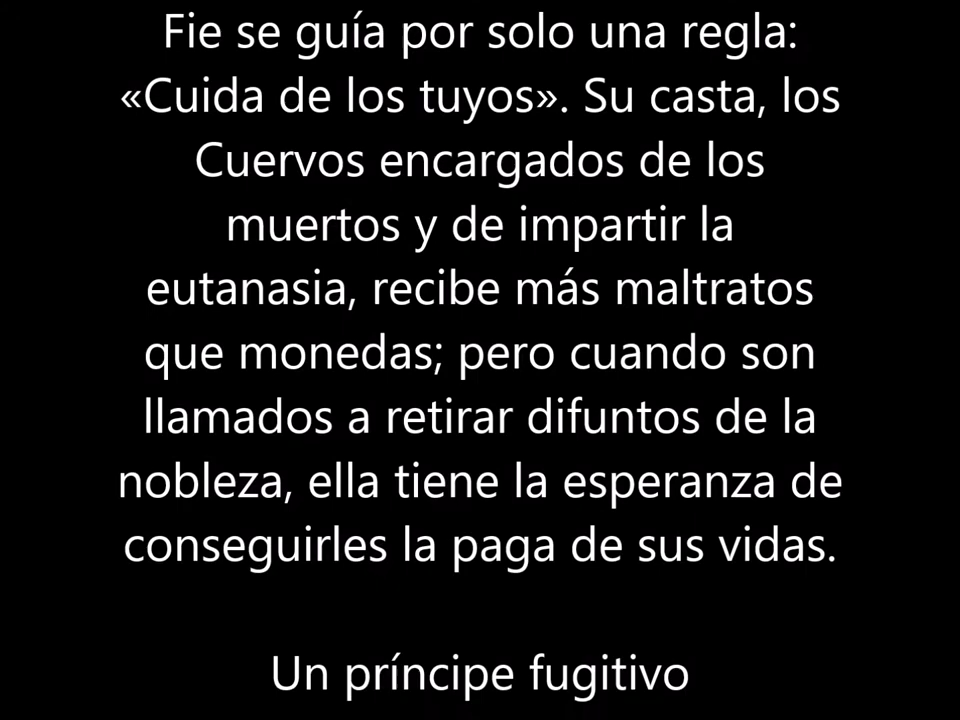 Fie se guía por solo una regla:
«Cuida de los tuyos». Su casta, los
Cuervos encargados de los
muertos y de impartir la
eutanasia, recibe más maltratos
que monedas; pero cuando son
llamados a retirar difuntos de la
nobleza, ella tiene la esperanza de
conseguirles la paga de sus vidas.
Un príncipe fugitivo